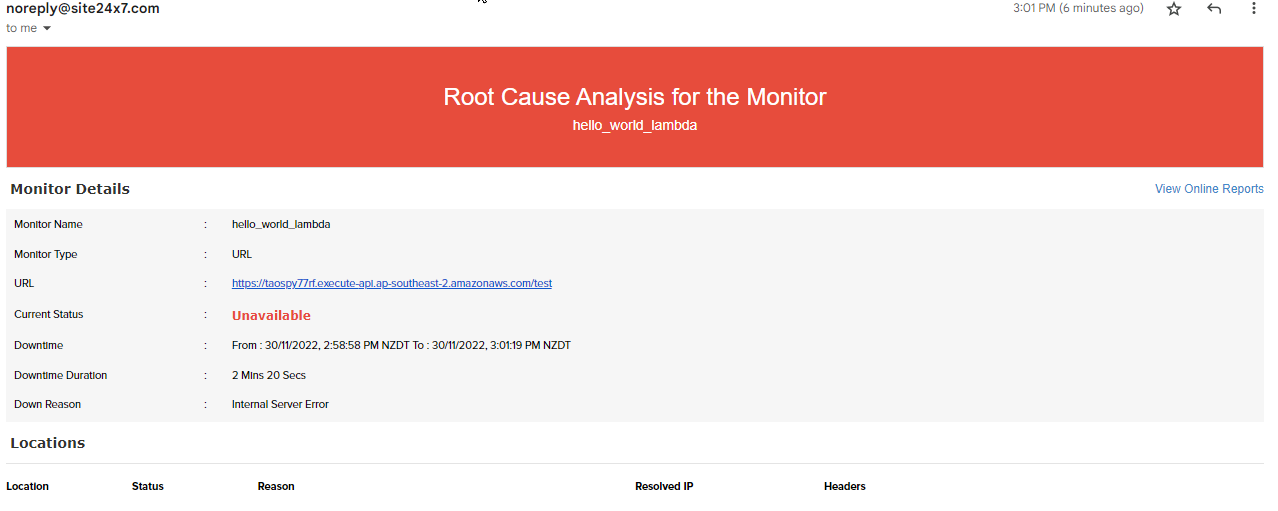 noreply@site24x7.com 3:01 PM (6 minutes ago)
to me
Root Cause Analysis for the Monitor
hello_world_lambda
Monitor Details View Online Reports
Monitor Name : hello_world_lambda
Monitor Type : URL
URL : https://taospy77rf.execute-api.ap-southeast-2.amazonaws.com/test
Current Status : Unavailable
Downtime : From : 30/11/2022, 2:58:58 PM NZDT To : 30/11/2022, 3:01:19 PM NZDT
Downtime Duration : 2 Mins 20 Secs
Down Reason : Internal Server Error
Locations
Location Status Reason Resolved IP Headers